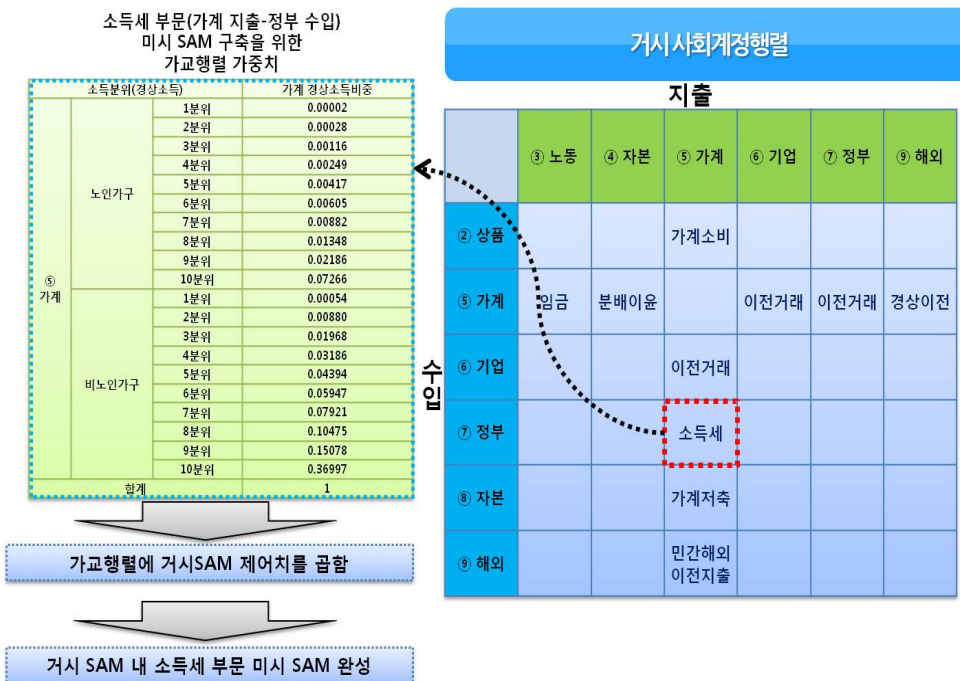 소득세 부문(가계 지출-정부 수입)
미시 SAM 구축을 위한
가교행렬 가중치
소득분위(경상소득) 가계 경상소득비중
⑤
가계
노인가구
1분위 0.00002
2분위 0.00028
3분위 0.00116
4분위 0.00249
5분위 0.00417
6분위 0.00605
7분위 0.00882
8분위 0.01348
9분위 0.02186
10분위 0.07266
비노인가구
1분위 0.00054
2분위 0.00880
3분위 0.01968
4분위 0.03186
5분위 0.04394
6분위 0.05947
7분위 0.07921
8분위 0.10475
9분위 0.15078
10분위 0.36997
합계 1
가교행렬에 거시SAM 제어치를 곱함
거시 SAM 내 소득세 부문 미시 SAM 완성
거시 사회계정행렬
지출
수입
③ 노동 ④ 자본 ⑤ 가계 ⑥ 기업 ⑦ 정부 ⑨ 해외
② 상품 가계소비
⑤ 가계 임금 분배이윤 이전거래 이전거래 경상이전
⑥ 기업 이전거래
⑦ 정부 소득세
⑧ 자본 가계저축
⑨ 해외 민간해외
이전지출